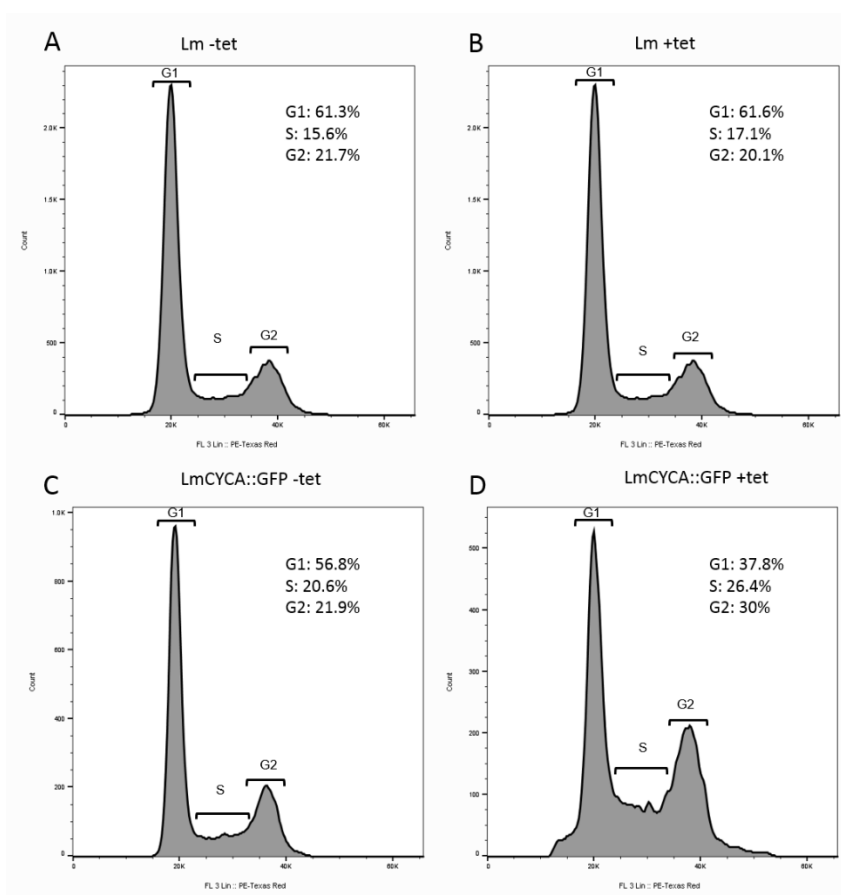 A
Lm -tet
G1
G1: 61.3%
S: 15.6%
G2: 21.7%
2.0K
1.5K
1.0K
500
0
Count
S
G2
0
20K
40K
60K
FL 3 Lin :: PE-Texas Red
B
Lm +tet
G1
G1: 61.6%
S: 17.1%
G2: 20.1%
2.0K
1.5K
1.0K
500
0
Count
S
G2
0
20K
40K
60K
FL 3 Lin :: PE-Texas Red
C
LmCYCA::GFP -tet
G1
G1: 56.8%
S: 20.6%
G2: 21.9%
1.0K
800
600
400
200
0
Count
S
G2
0
20K
40K
60K
FL 3 Lin :: PE-Texas Red
D
LmCYCA::GFP +tet
G1
G1: 37.8%
S: 26.4%
G2: 30%
500
400
300
200
100
0
Count
S
G2
0
20K
40K
60K
FL 3 Lin :: PE-Texas Red